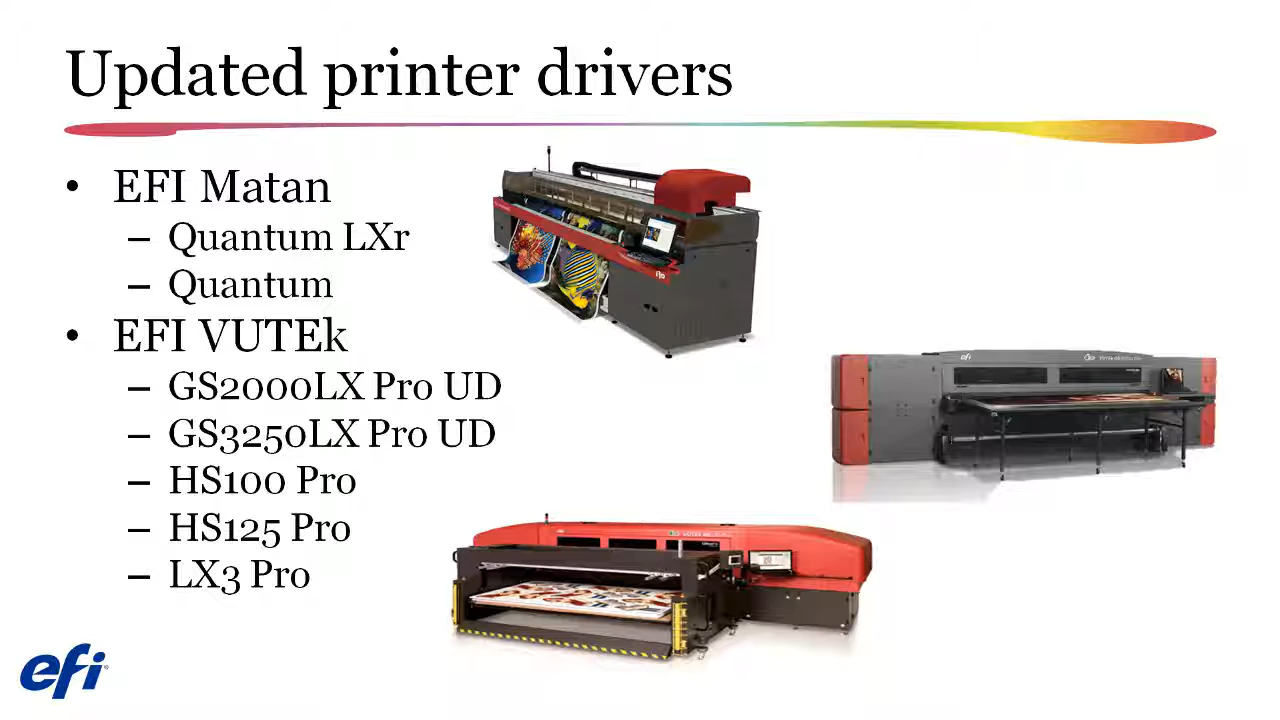 Updated printer drivers
• EFI Matan
– Quantum LXr
– Quantum
• EFI VUTEk
– GS2000LX Pro UD
– GS3250LX Pro UD
– HS100 Pro
– HS125 Pro
– LX3 Pro
efi
efi